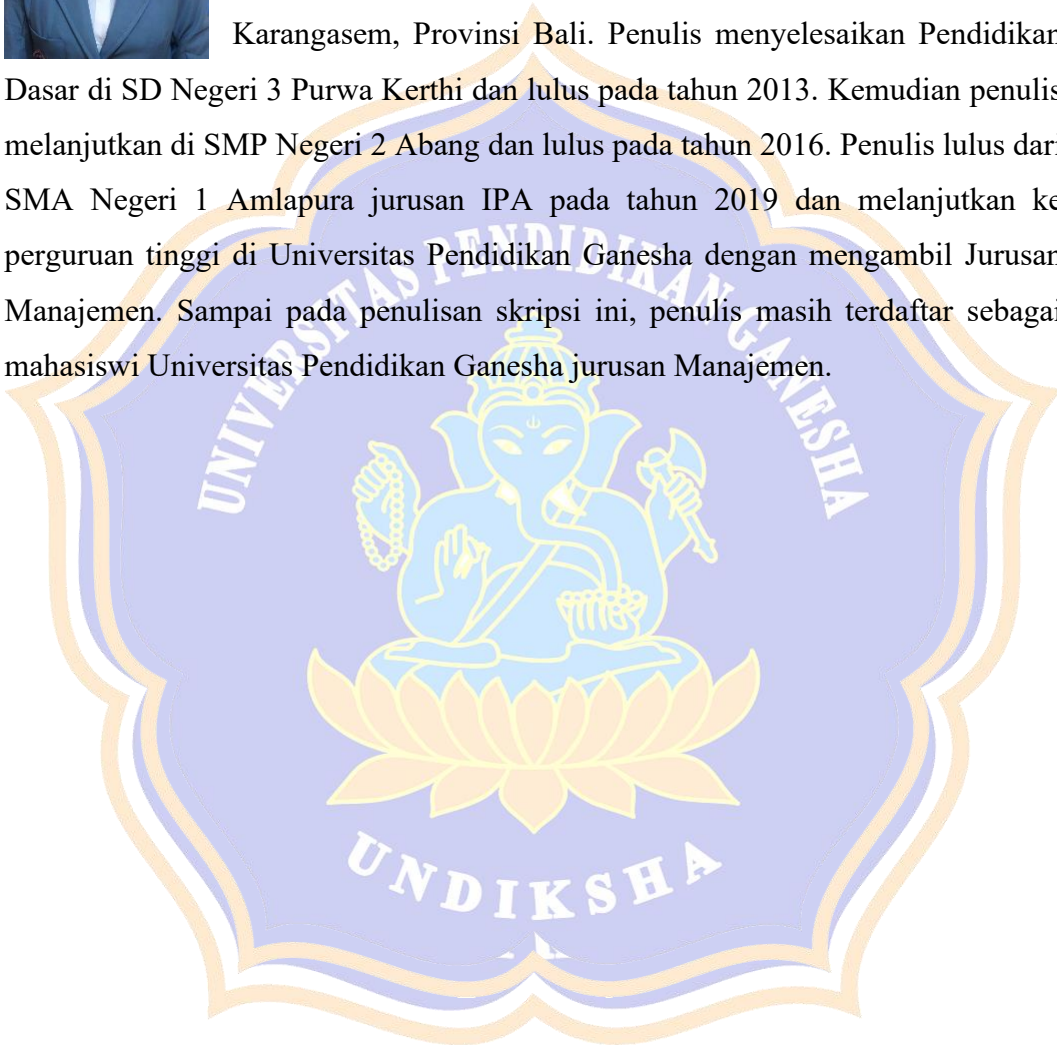 Karangasem, Provinsi Bali. Penulis menyelesaikan Pendidikan
Dasar di SD Negeri 3 Purwa Kerthi dan lulus pada tahun 2013. Kemudian penulis
melanjutkan di SMP Negeri 2 Abang dan lulus pada tahun 2016. Penulis lulus dari
SMA Negeri 1 Amlapura jurusan IPA pada tahun 2019 dan melanjutkan ke
perguruan tinggi di Universitas Pendidikan Ganesha dengan mengambil Jurusan
Manajemen. Sampai pada penulisan skripsi ini, penulis masih terdaftar sebagai
mahasiswi Universitas Pendidikan Ganesha jurusan Manajemen.
UNIVERSITAS PENDIDIKAN GANESHA
UNDIKSHA